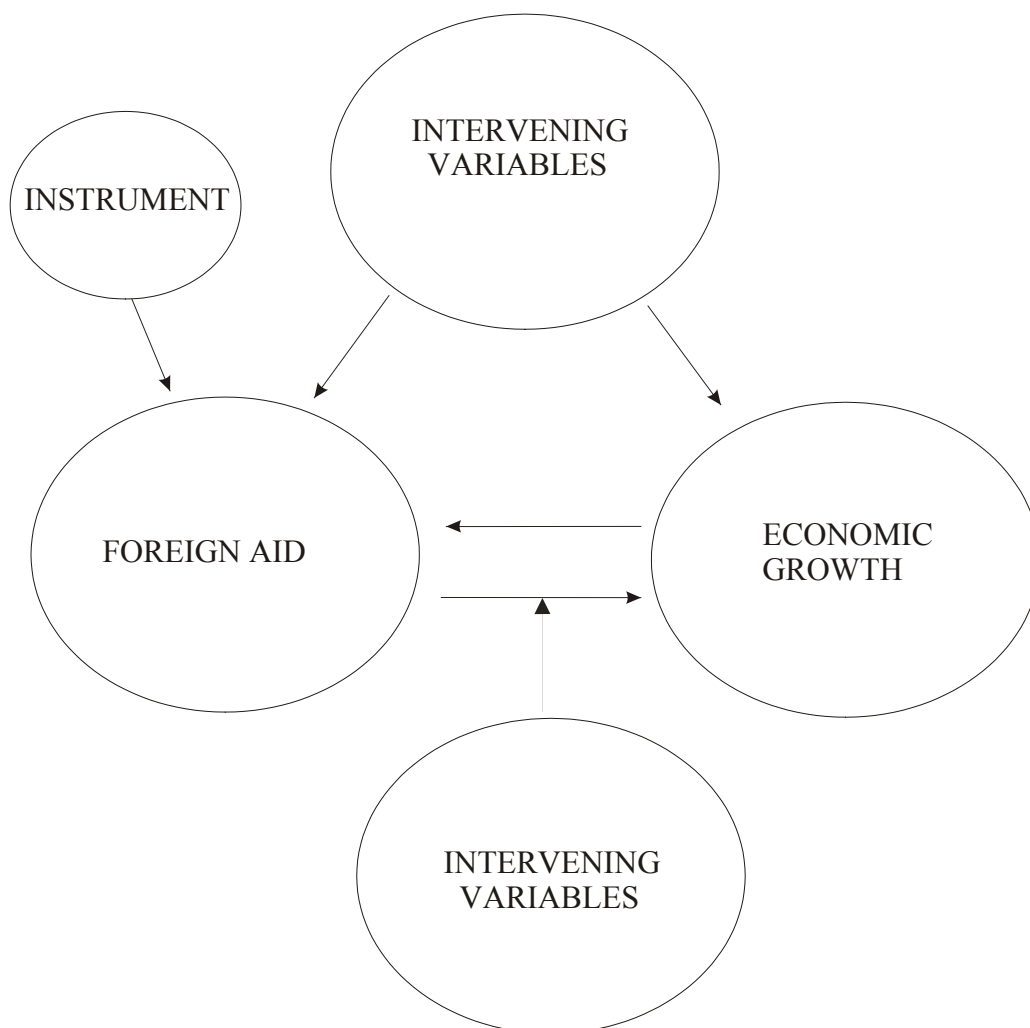 INTERVENING
VARIABLES
INSTRUMENT
FOREIGN AID
ECONOMIC
GROWTH
INTERVENING
VARIABLES